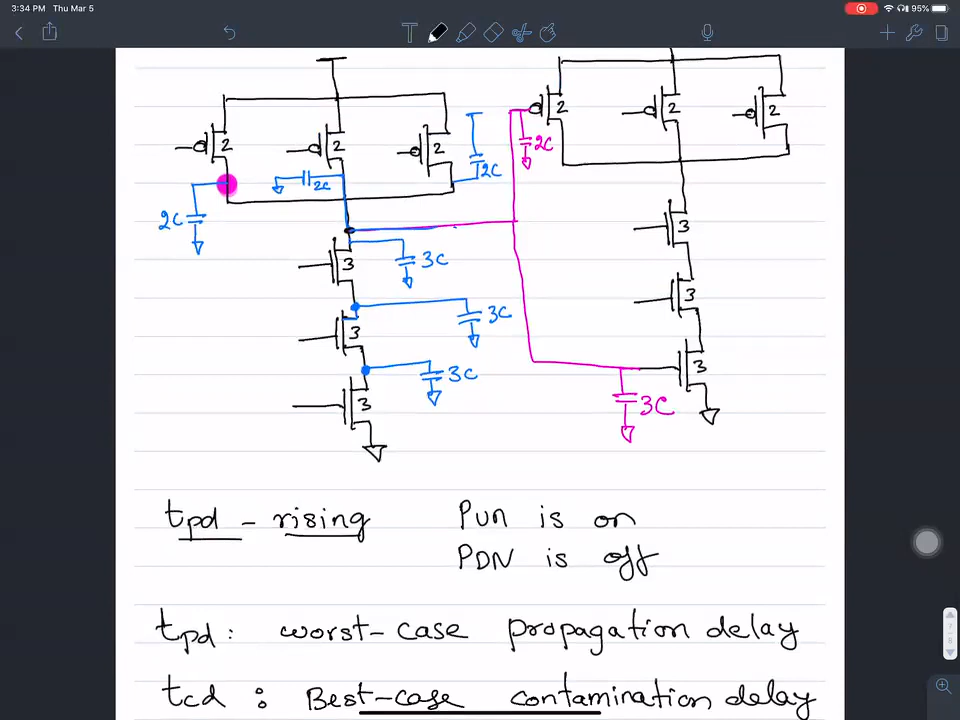 3:34 PM Thu Mar 5
95%
2
2
2
2
2
2
2C
2C
2C
2C
3
3C
3
3
3C
3
3
3C
3
3
3C
tpd - rising PUN is on
PDN is off
tpd: worst-case propagation delay
tcd : Best-case contamination delay